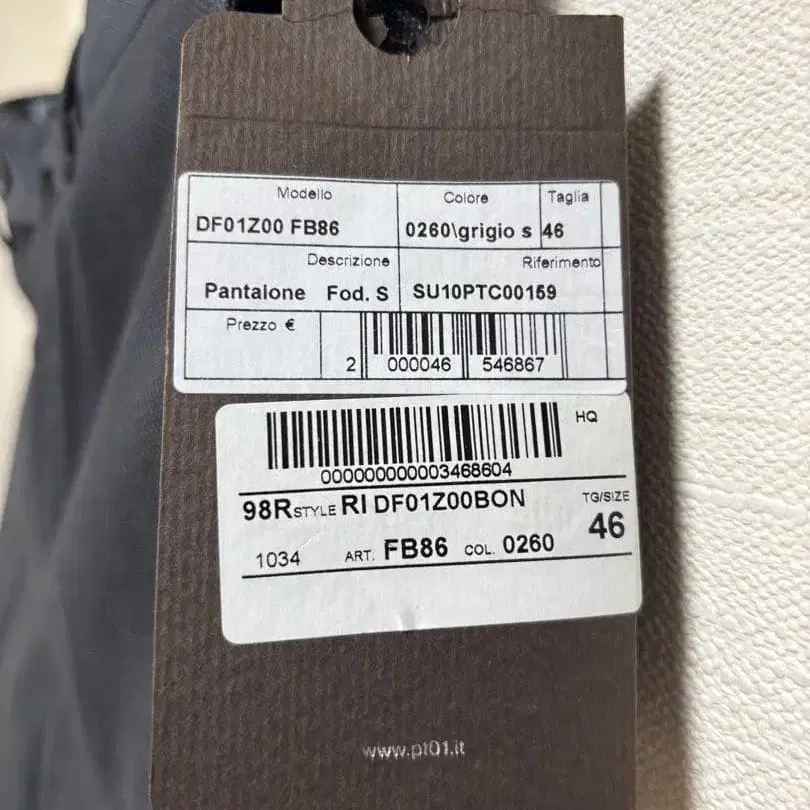 Modello Colore Taglia
DF01Z00 FB86 0260\grigio s 46
Descrizione Riferimento
Pantalone Fod. S SU10PTC00159
Prezzo €
2 000046 546867
HQ
000000000003468604
98R STYLE RI DF01Z00BON TG/SIZE
46
1034 ART. FB86 COL. 0260
www.pt01.it